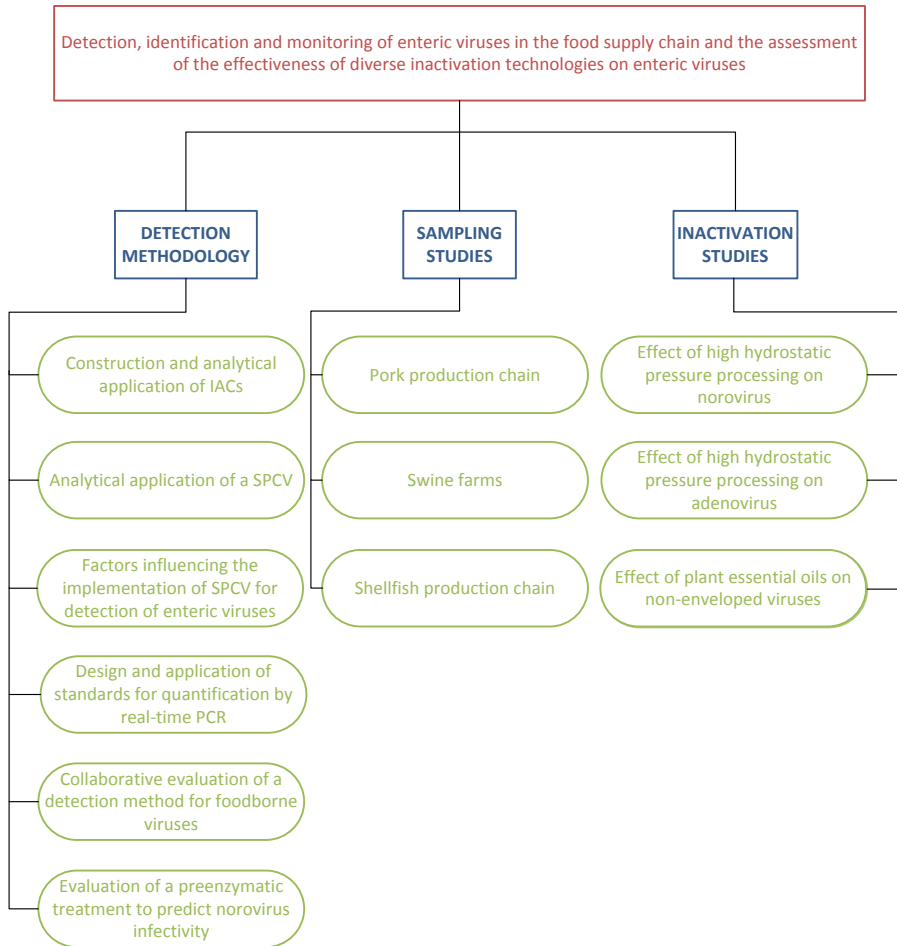 Detection, identification and monitoring of enteric viruses in the food supply chain and the assessment
of the effectiveness of diverse inactivation technologies on enteric viruses
DETECTION
METHODOLOGY
Construction and analytical
application of IACs
Analytical application of a SPCV
Factors influencing the
implementation of SPCV for
detection of enteric viruses
Design and application of
standards for quantification by
real-time PCR
Collaborative evaluation of a
detection method for foodborne
viruses
Evaluation of a preenzymatic
treatment to predict norovirus
infectivity
SAMPLING
STUDIES
Pork production chain
Swine farms
Shellfish production chain
INACTIVATION
STUDIES
Effect of high hydrostatic
pressure processing on
norovirus
Effect of high hydrostatic
pressure processing on
adenovirus
Effect of plant essential oils on
non-enveloped viruses